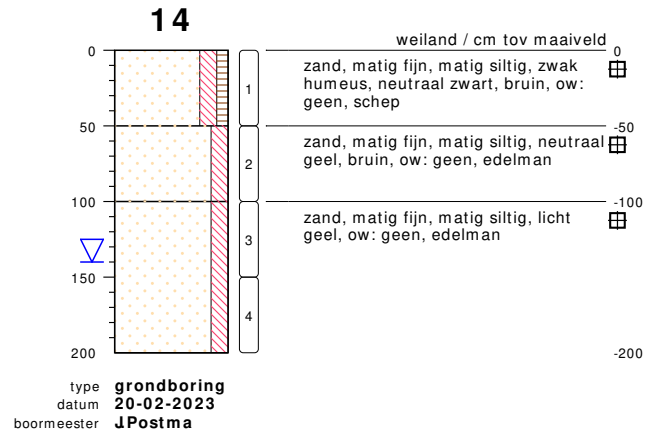 14
weiland / cm tov maaiveld
0
0
zand, matig fijn, matig siltig, zwak
humeus, neutraal zwart, bruin, ow:
geen, schep
1
50
-50
zand, matig fijn, matig siltig, neutraal
geel, bruin, ow: geen, edelman
2
100
-100
zand, matig fijn, matig siltig, licht
geel, ow: geen, edelman
3
150
4
200
-200
type grondboring
datum 20-02-2023
boormeester J.Postma